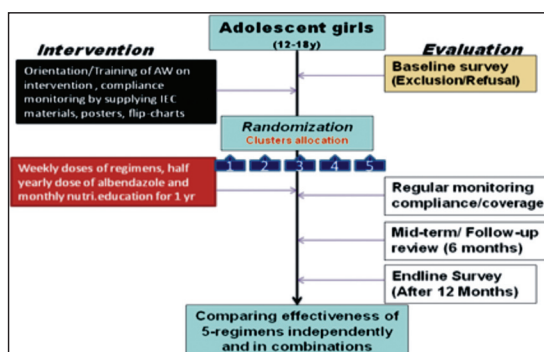 Adolescent girls
(12-18y)
Intervention
Evaluation
Orientation/Training of AW on
intervention , compliance
monitoring by supplying IEC
materials, posters, flip-charts
Baseline survey
(Exclusion/Refusal)
Randomization
Clusters allocation
1 2 3 4 5
Weekly doses of regimens, half
yearly dose of albendazole and
monthly nutri.education for 1 yr
Regular monitoring
compliance/coverage
Mid-term/ Follow-up
review (6 months)
Endline Survey
(After 12 Months)
Comparing effectiveness of
5-regimens independently
and in combinations